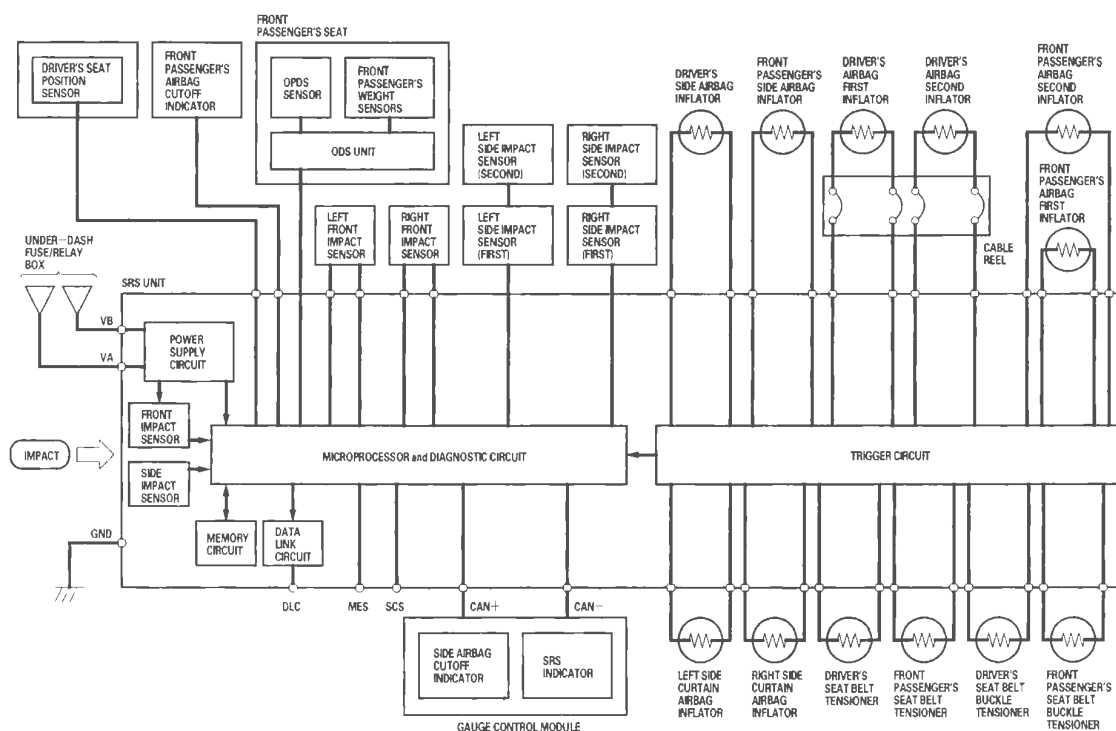 FRONT
PASSENGER'S SEAT
DRIVER'S SEAT
POSITION
SENSOR
FRONT
PASSENGER'S
AIRBAG
CUTOFF
INDICATOR
OPDS
SENSOR
FRONT
PASSENGER'S
WEIGHT
SENSORS
ODS UNIT
LEFT
SIDE IMPACT
SENSOR
(SECOND)
RIGHT
SIDE IMPACT
SENSOR
(SECOND)
LEFT
FRONT
IMPACT
SENSOR
RIGHT
FRONT
IMPACT
SENSOR
LEFT
SIDE IMPACT
SENSOR
(FIRST)
RIGHT
SIDE IMPACT
SENSOR
(FIRST)
DRIVER'S
SIDE AIRBAG
INFLATOR
FRONT
PASSENGER'S
SIDE AIRBAG
INFLATOR
DRIVER'S
AIRBAG
FIRST
INFLATOR
DRIVER'S
AIRBAG
SECOND
INFLATOR
FRONT
PASSENGER'S
AIRBAG
SECOND
INFLATOR
FRONT
PASSENGER'S
AIRBAG
FIRST
INFLATOR
CABLE
REEL
UNDER-DASH
FUSE/RELAY
BOX
SRS UNIT
VB
VA
POWER
SUPPLY
CIRCUIT
FRONT
IMPACT
SENSOR
IMPACT
SIDE
IMPACT
SENSOR
MICROPROCESSOR and DIAGNOSTIC CIRCUIT
TRIGGER CIRCUIT
GND
MEMORY
CIRCUIT
DATA
LINK
CIRCUIT
DLC
MES
SCS
CAN+
CAN-
SIDE AIRBAG
CUTOFF
INDICATOR
SRS
INDICATOR
GAUGE CONTROL MODULE
LEFT SIDE
CURTAIN
AIRBAG
INFLATOR
RIGHT SIDE
CURTAIN
AIRBAG
INFLATOR
DRIVER'S
SEAT BELT
TENSIONER
FRONT
PASSENGER'S
SEAT BELT
TENSIONER
DRIVER'S
SEAT BELT
BUCKLE
TENSIONER
FRONT
PASSENGER'S
SEAT BELT
BUCKLE
TENSIONER